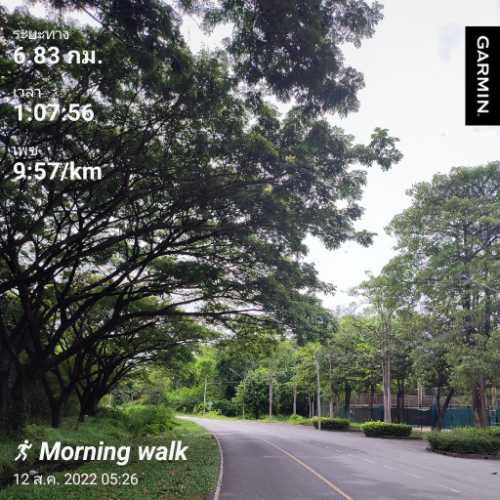 ระยะทาง
6.83 กม.
เวลา
1:07:56
เพซ
9:57/km
GARMIN.
Morning walk
12 ส.ค. 2022 05:26